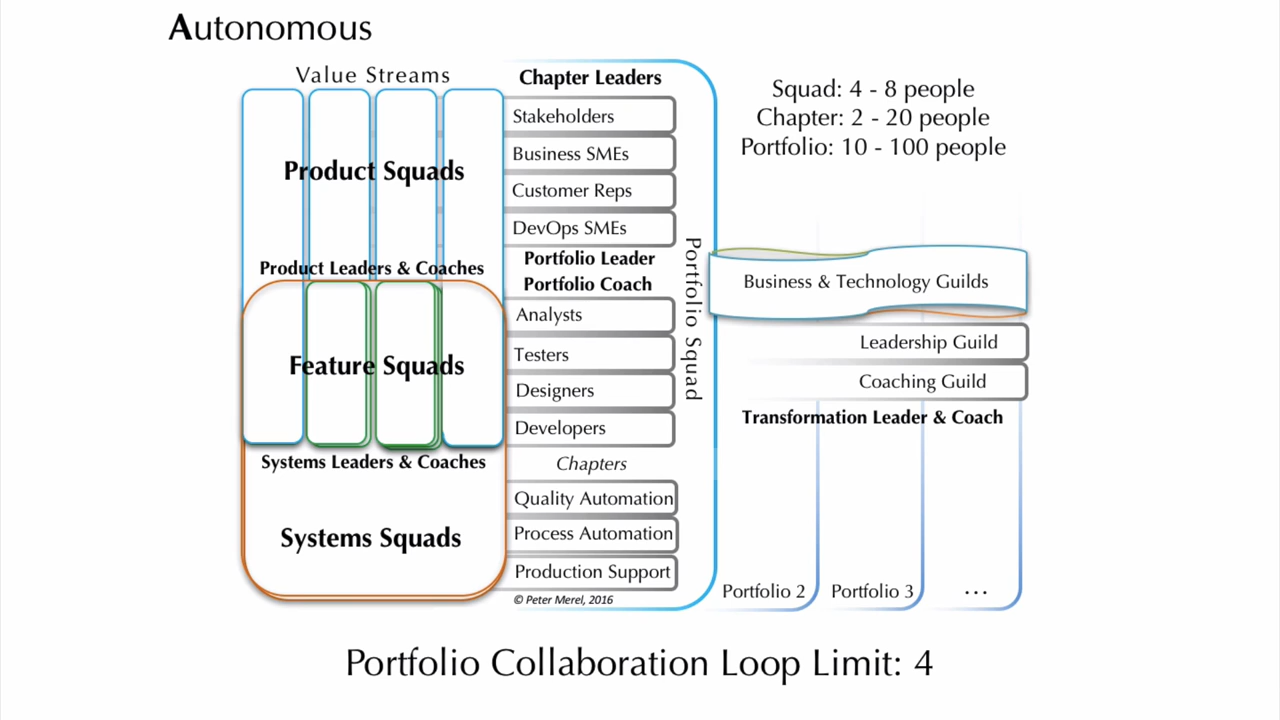 Autonomous
Value Streams
Product Squads
Product Leaders & Coaches
Feature Squads
Systems Leaders & Coaches
Systems Squads
Chapter Leaders
Stakeholders
Business SMEs
Customer Reps
DevOps SMEs
Portfolio Leader
Portfolio Coach
Analysts
Testers
Designers
Developers
Chapters
Quality Automation
Process Automation
Production Support
© Peter Merel, 2016
Portfolio Squad
Squad: 4 - 8 people
Chapter: 2 - 20 people
Portfolio: 10 - 100 people
Business & Technology Guilds
Leadership Guild
Coaching Guild
Transformation Leader & Coach
Portfolio 2
Portfolio 3
...
Portfolio Collaboration Loop Limit: 4